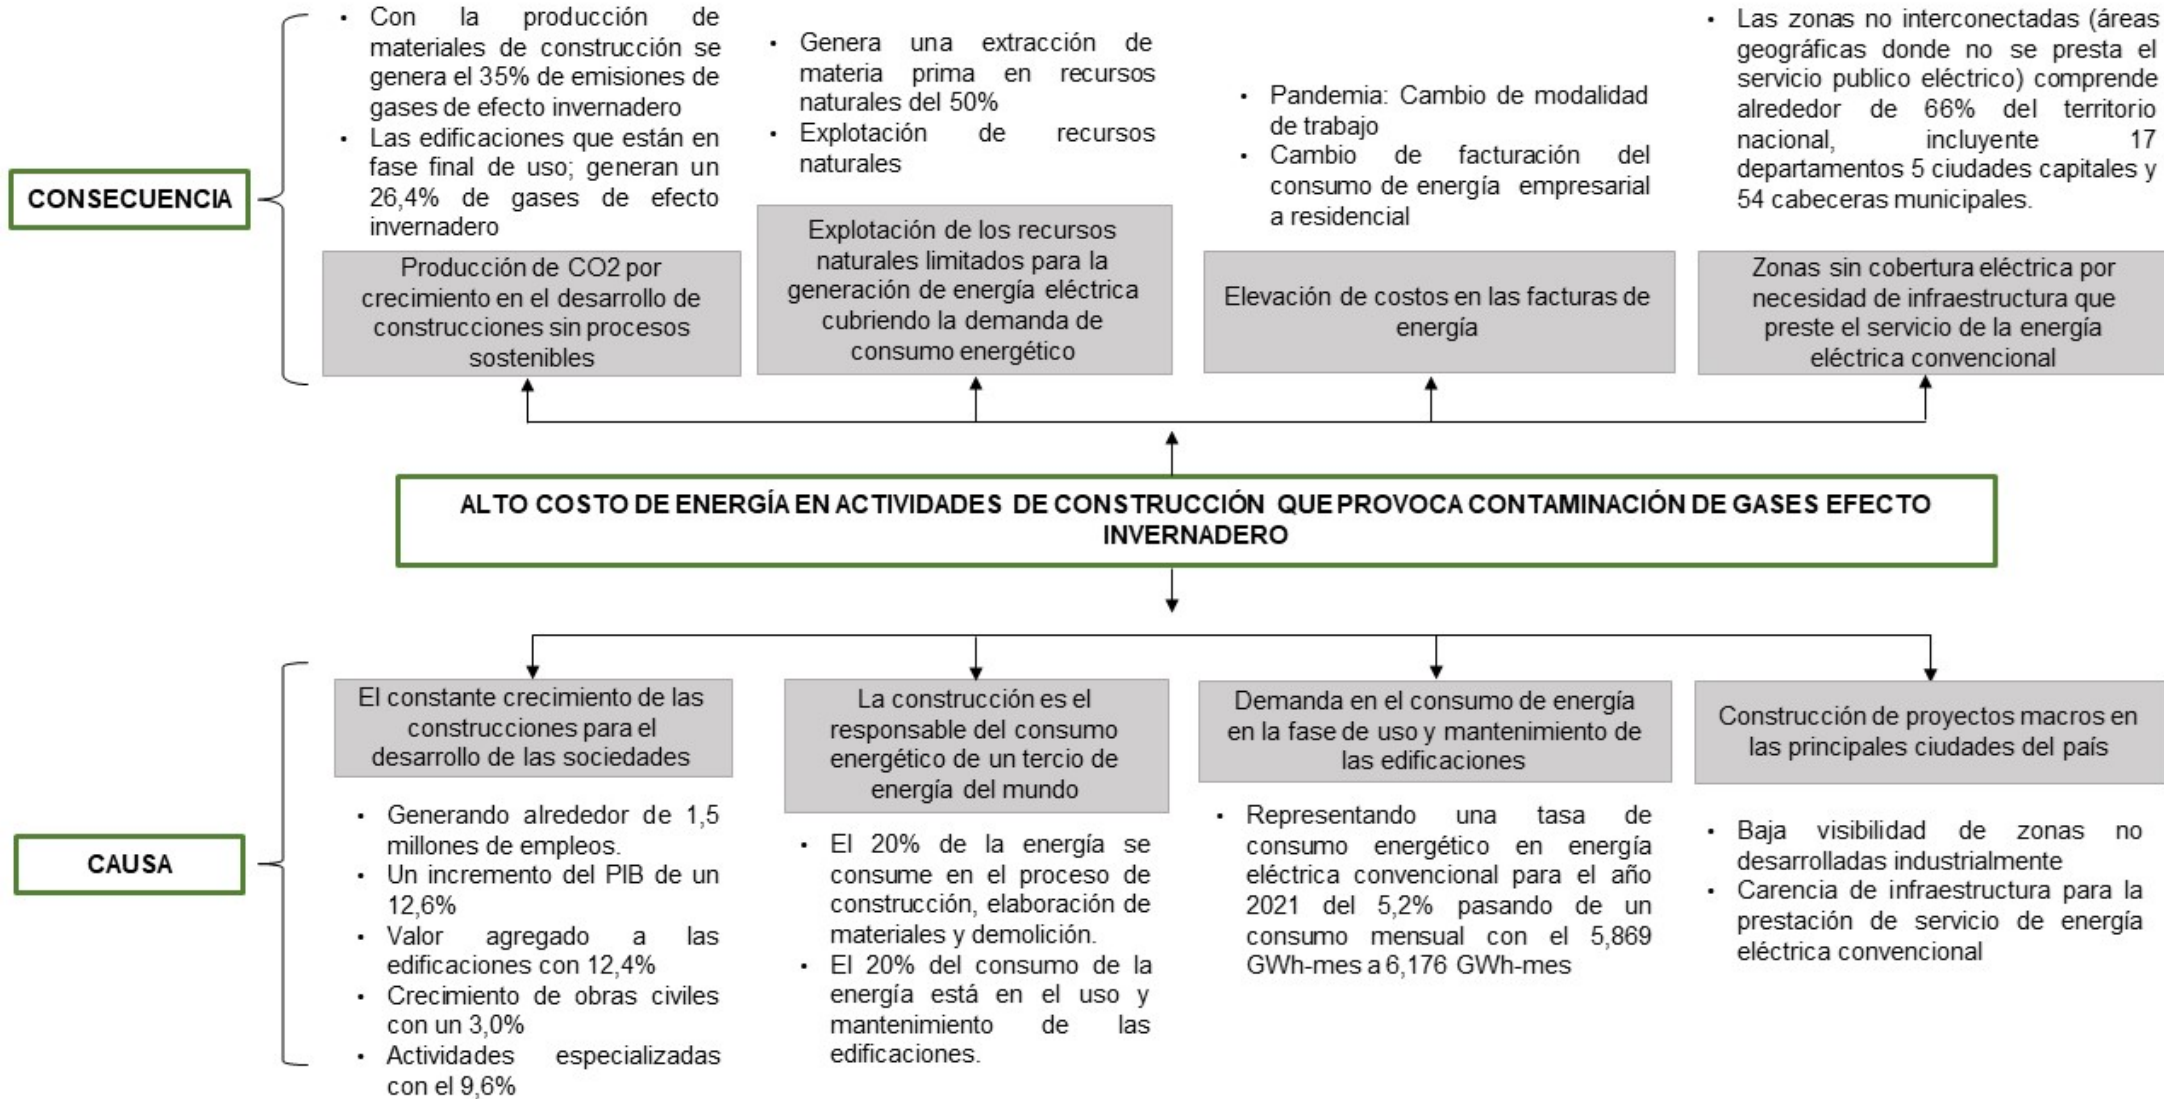 CONSECUENCIA
• Con la producción de
materiales de construcción se
genera el 35% de emisiones de
gases de efecto invernadero
• Las edificaciones que están en
fase final de uso; generan un
26,4% de gases de efecto
invernadero
Producción de CO2 por
crecimiento en el desarrollo de
construcciones sin procesos
sostenibles
• Genera una extracción de
materia prima en recursos
naturales del 50%
• Explotación de recursos
naturales
Explotación de los recursos
naturales limitados para la
generación de energía eléctrica
cubriendo la demanda de
consumo energético
• Pandemia: Cambio de modalidad
de trabajo
• Cambio de facturación del
consumo de energía empresarial
a residencial
Elevación de costos en las facturas de
energía
• Las zonas no interconectadas (áreas
geográficas donde no se presta el
servicio publico eléctrico) comprende
alrededor de 66% del territorio
nacional, incluyente 17
departamentos 5 ciudades capitales y
54 cabeceras municipales.
Zonas sin cobertura eléctrica por
necesidad de infraestructura que
preste el servicio de la energía
eléctrica convencional
ALTO COSTO DE ENERGÍA EN ACTIVIDADES DE CONSTRUCCIÓN QUE PROVOCA CONTAMINACIÓN DE GASES EFECTO
INVERNADERO
CAUSA
El constante crecimiento de las
construcciones para el
desarrollo de las sociedades
• Generando alrededor de 1,5
millones de empleos.
• Un incremento del PIB de un
12,6%
• Valor agregado a las
edificaciones con 12,4%
• Crecimiento de obras civiles
con un 3,0%
• Actividades especializadas
con el 9,6%
La construcción es el
responsable del consumo
energético de un tercio de
energía del mundo
• El 20% de la energía se
consume en el proceso de
construcción, elaboración de
materiales y demolición.
• El 20% del consumo de la
energía está en el uso y
mantenimiento de las
edificaciones.
Demanda en el consumo de energía
en la fase de uso y mantenimiento de
las edificaciones
• Representando una tasa de
consumo energético en energía
eléctrica convencional para el año
2021 del 5,2% pasando de un
consumo mensual con el 5,869
GWh-mes a 6,176 GWh-mes
Construcción de proyectos macros en
las principales ciudades del país
• Baja visibilidad de zonas no
desarrolladas industrialmente
• Carencia de infraestructura para la
prestación de servicio de energía
eléctrica convencional